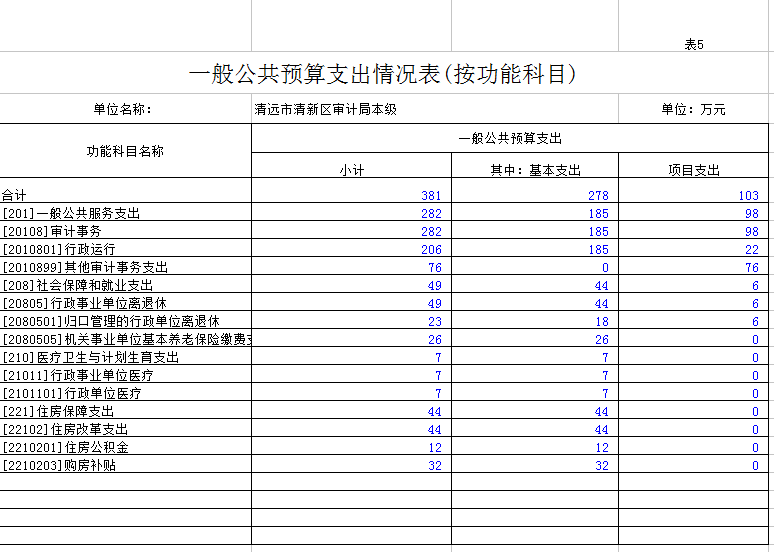 表5
一般公共预算支出情况表(按功能科目)
单位名称: 清远市清新区审计局本级 单位: 万元
功能科目名称 一般公共预算支出
小计 其中: 基本支出 项目支出
合计 381 278 103
[201]一般公共服务支出 282 185 98
[20108]审计事务 282 185 98
[2010801]行政运行 206 185 22
[2010899]其他审计事务支出 76 0 76
[208]社会保障和就业支出 49 44 6
[20805]行政事业单位离退休 49 44 6
[2080501]归口管理的行政单位离退休 23 18 6
[2080505]机关事业单位基本养老保险缴费 26 26 0
[210]医疗卫生与计划生育支出 7 7 0
[21011]行政事业单位医疗 7 7 0
[2101101]行政单位医疗 7 7 0
[221]住房保障支出 44 44 0
[22102]住房改革支出 44 44 0
[2210201]住房公积金 12 12 0
[2210203]购房补贴 32 32 0